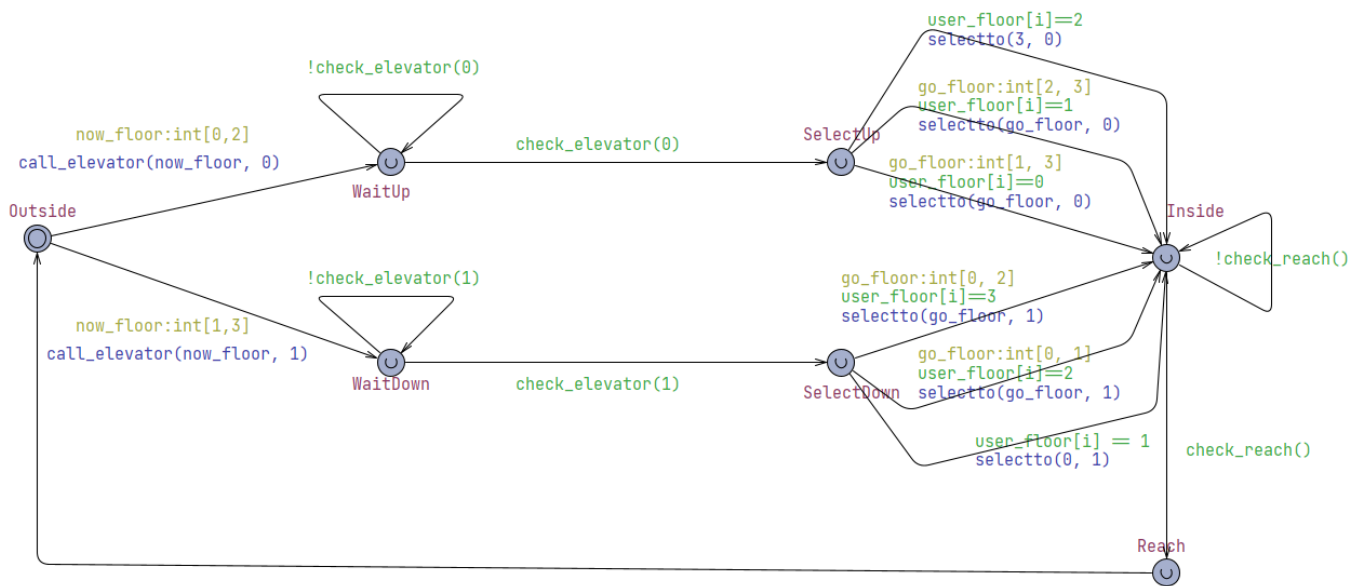 user_floor[i]==2
selectto(3, 0)
!check_elevator(0)
go_floor:int[2, 3]
user_floor[i]==1
selectto(go_floor, 0)
now_floor:int[0,2]
call_elevator(now_floor, 0)
check_elevator(0)
SelectUp
go_floor:int[1, 3]
user_floor[i]==0
selectto(go_floor, 0)
WaitUp
Outside
Inside
!check_reach()
!check_elevator(1)
go_floor:int[0, 2]
user_floor[i]==3
selectto(go_floor, 1)
now_floor:int[1,3]
call_elevator(now_floor, 1)
WaitDown
check_elevator(1)
SelectDown
go_floor:int[0, 1]
user_floor[i]==2
selectto(go_floor, 1)
user_floor[i] == 1
selectto(0, 1)
check_reach()
Reach